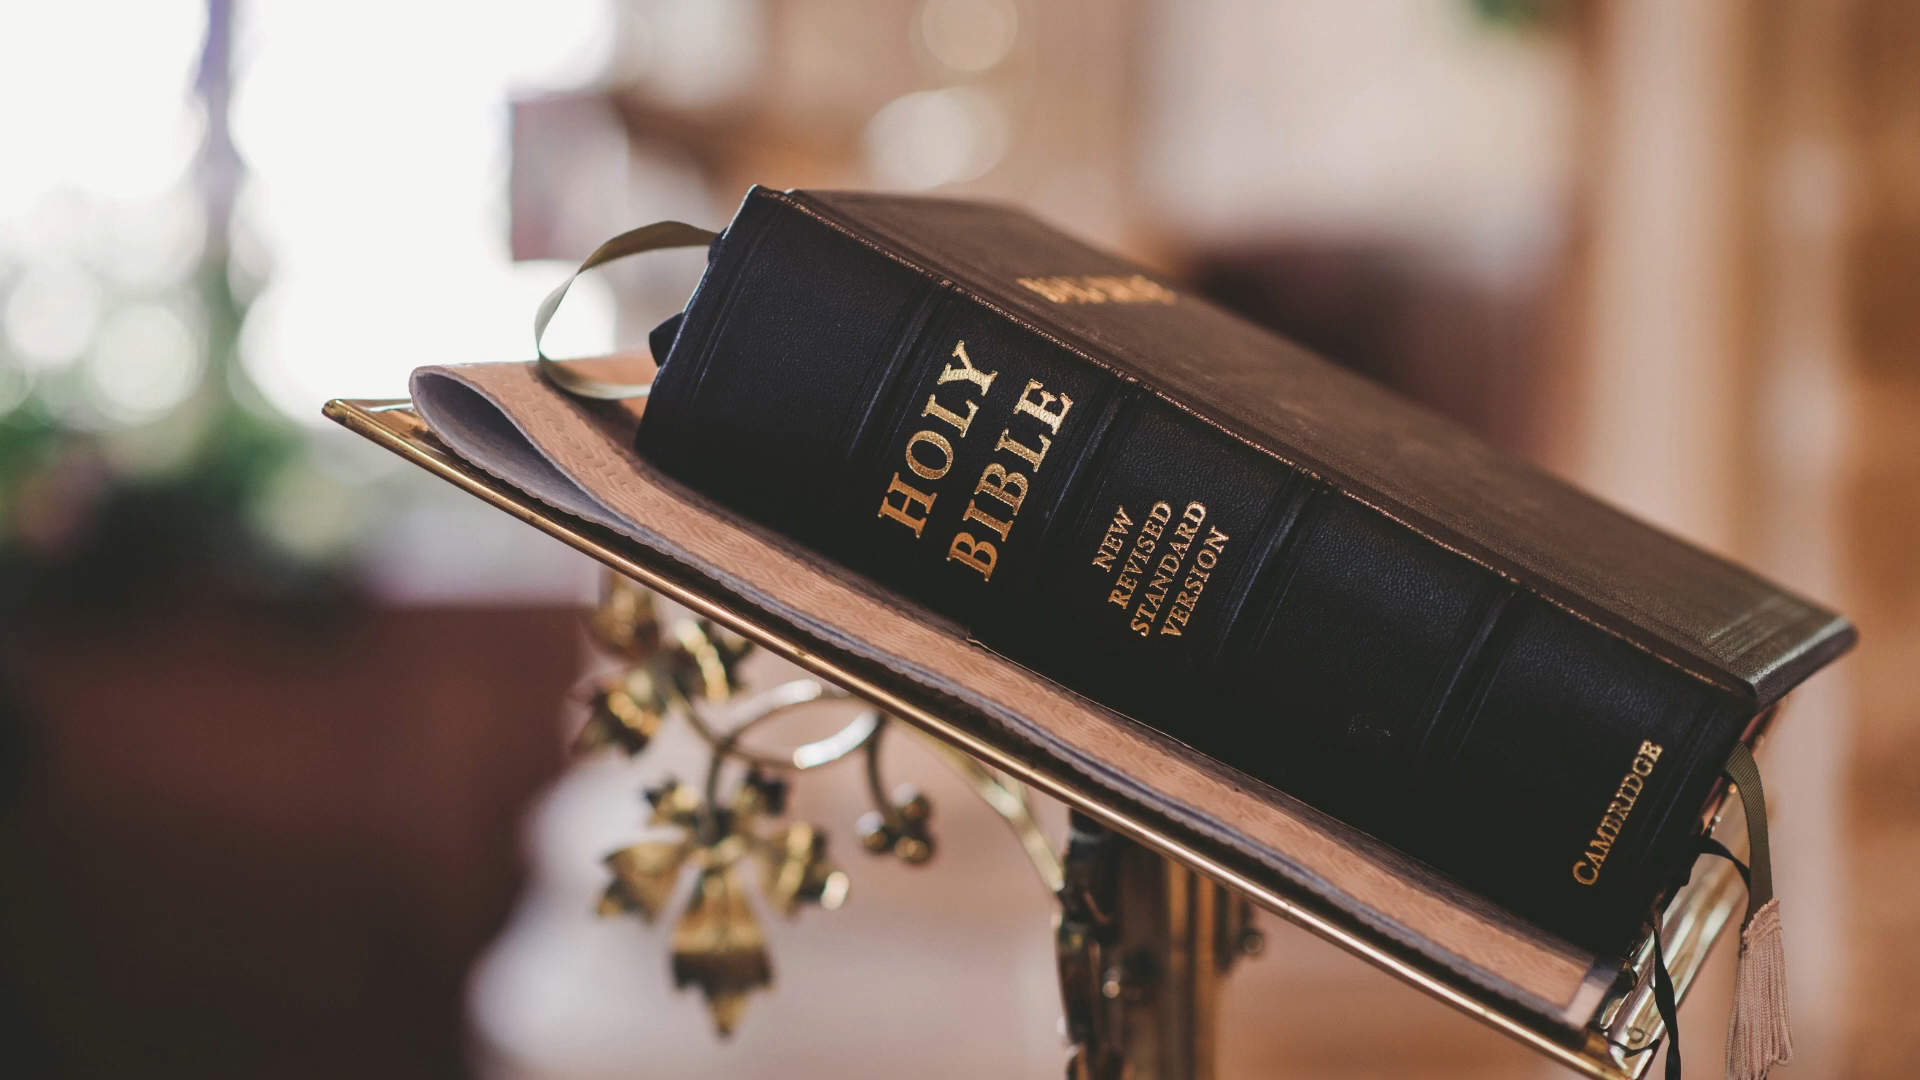 HOLY
BIBLE
NEW
REVISED
STANDARD
VERSION
CAMBRIDGE